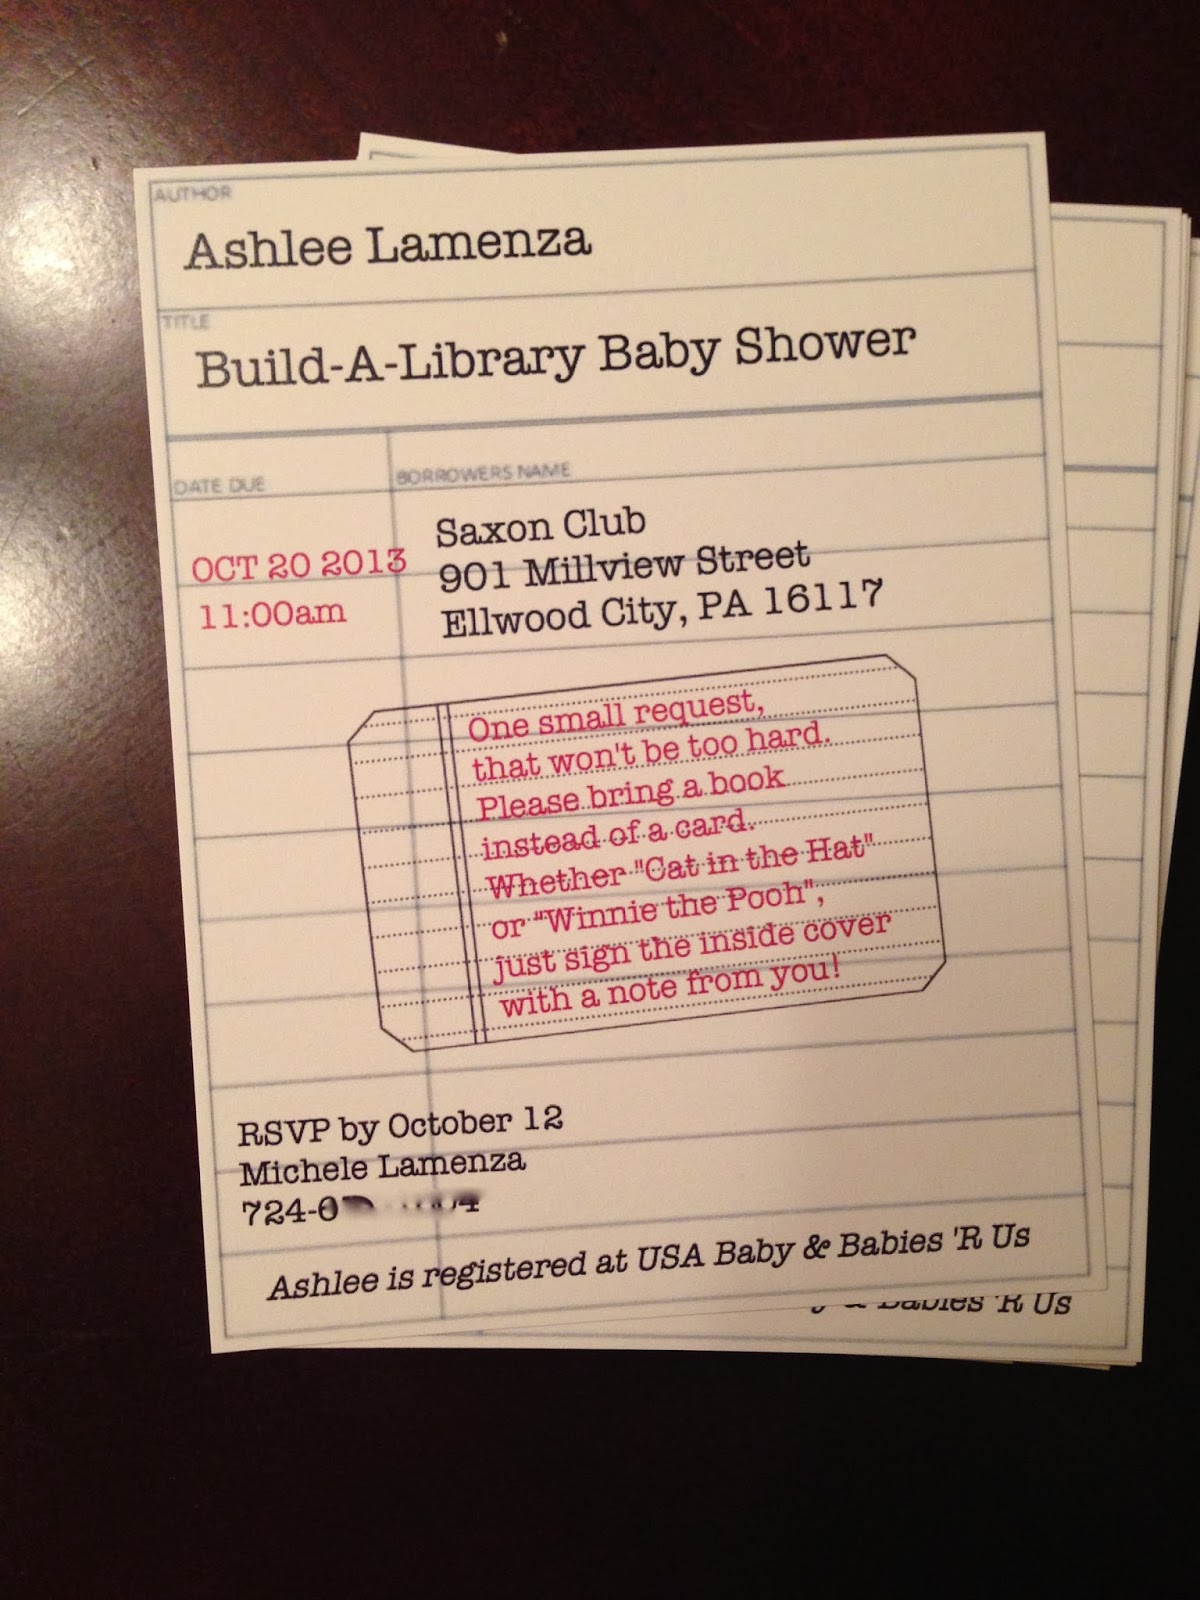 AUTHOR
Ashlee Lamenza
TITLE
Build-A-Library Baby Shower
DATE DUE
BORROWERS NAME
OCT 20 2013
11:00am
Saxon Club
901 Millview Street
Ellwood City, PA 16117
One small request,
that won't be too hard.
Please bring a book
instead of a card.
Whether "Cat in the Hat"
or "Winnie the Pooh",
just sign the inside cover
with a note from you!
RSVP by October 12
Michele Lamenza
724-
Ashlee is registered at USA Baby & Babies 'R Us
& Babies 'R Us